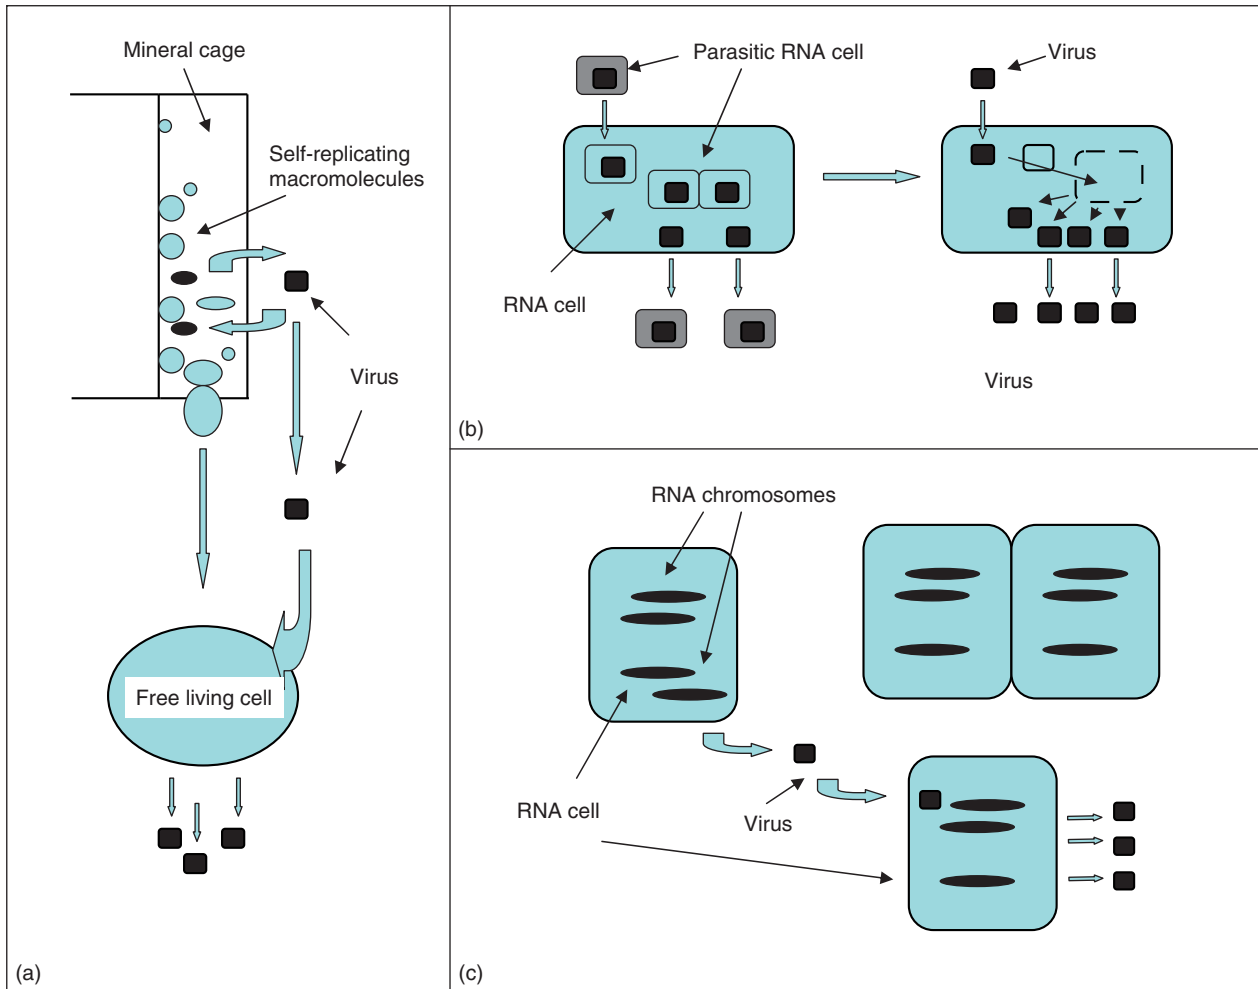 Mineral cage
Self-replicating
macromolecules
Virus
Free living cell
(a)
Parasitic RNA cell
Virus
RNA cell
Virus
(b)
RNA chromosomes
RNA cell
Virus
(c)